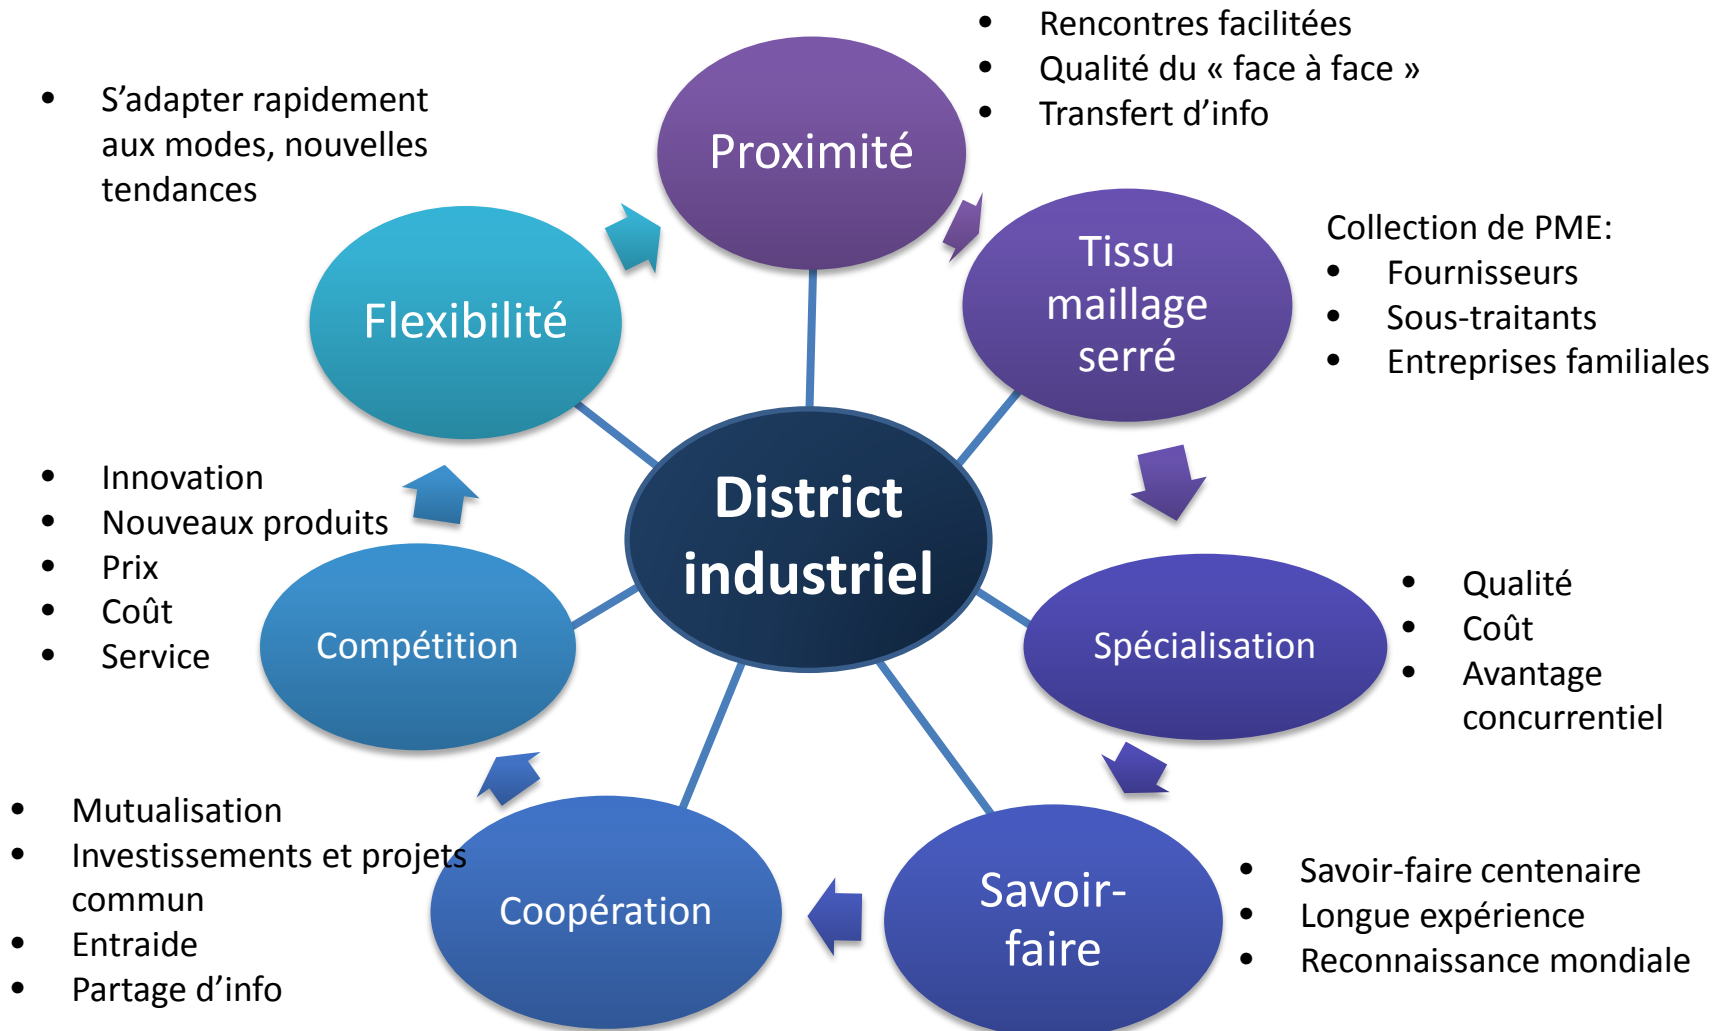 District
industriel
Proximité
• Rencontres facilitées
• Qualité du « face à face »
• Transfert d’info
Tissu
maillage
serré
Collection de PME:
• Fournisseurs
• Sous-traitants
• Entreprises familiales
Spécialisation
• Qualité
• Coût
• Avantage
concurrentiel
Savoir-
faire
• Savoir-faire centenaire
• Longue expérience
• Reconnaissance mondiale
Coopération
• Mutualisation
• Investissements et projets
commun
• Entraide
• Partage d’info
Compétition
• Innovation
• Nouveaux produits
• Prix
• Coût
• Service
Flexibilité
• S’adapter rapidement
aux modes, nouvelles
tendances